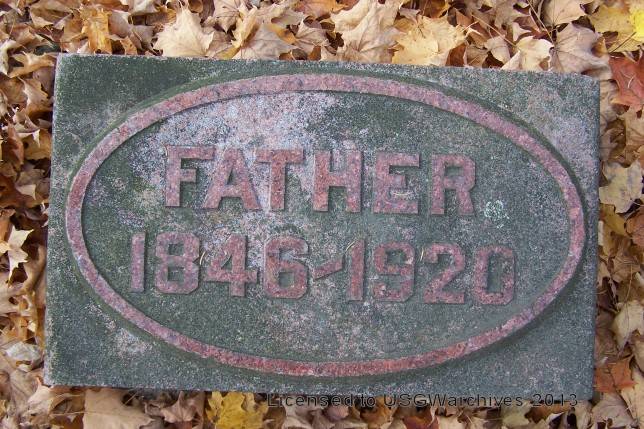 FATHER
1846-1920
Licensed to USGWarchives 2013